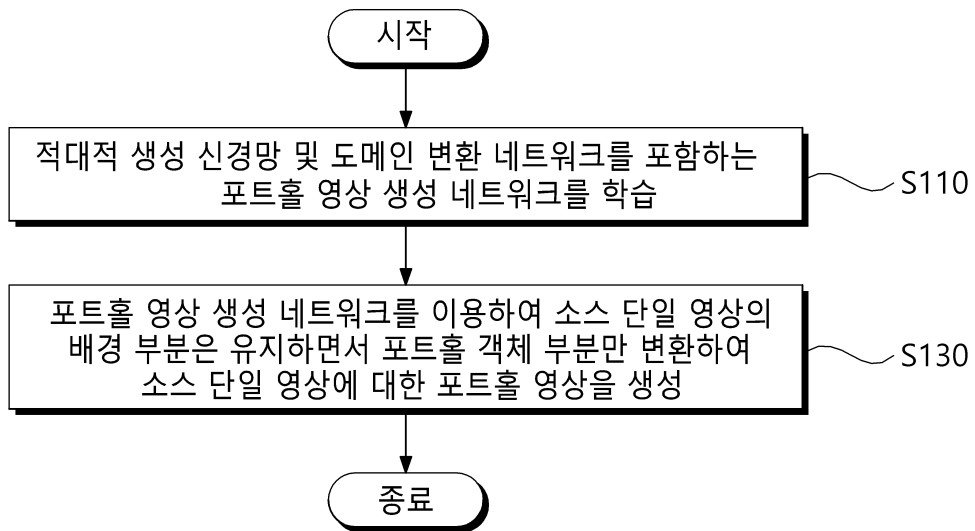 시작
적대적 생성 신경망 및 도메인 변환 네트워크를 포함하는
포트홀 영상 생성 네트워크를 학습
S110
포트홀 영상 생성 네트워크를 이용하여 소스 단일 영상의
배경 부분은 유지하면서 포트홀 객체 부분만 변환하여
소스 단일 영상에 대한 포트홀 영상을 생성
S130
종료